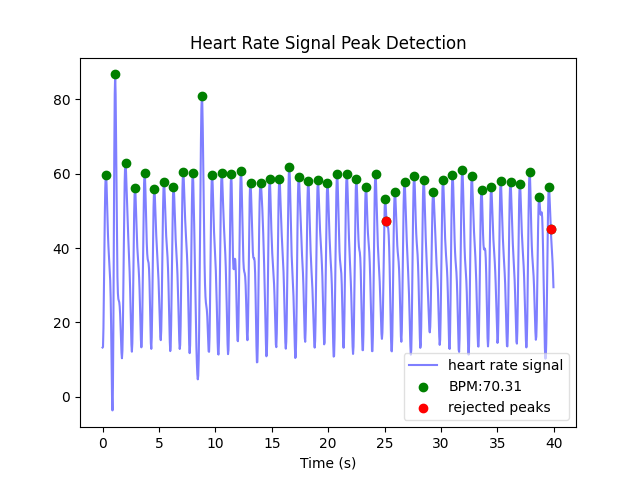 Heart Rate Signal Peak Detection
80
60
40
20
0
0 5 10 15 20 25 30 35 40
Time (s)
heart rate signal
BPM:70.31
rejected peaks